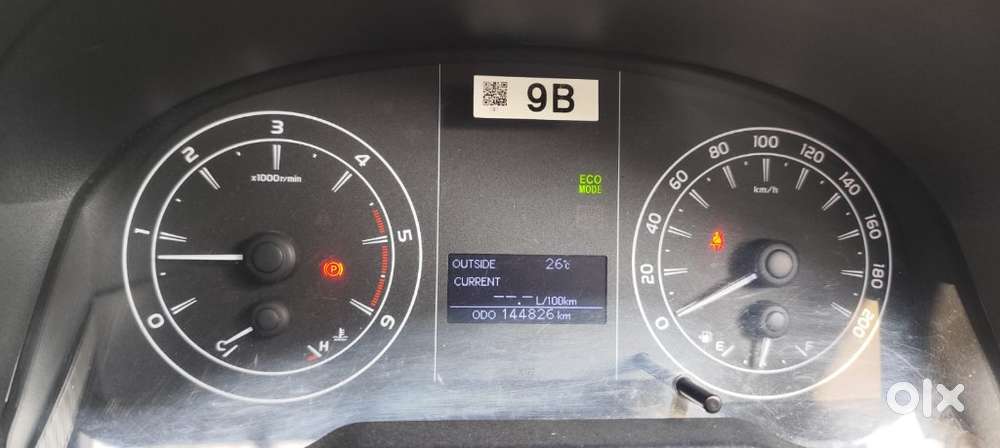 9B
0
1
2
3
4
5
6
x1000r/min
P
C
H
ECO
MODE
OUTSIDE 26°C
CURRENT
--.- L/100km
ODO 144826 km
0
20
40
60
80
100
120
140
160
180
200
km/h
E
F
olx